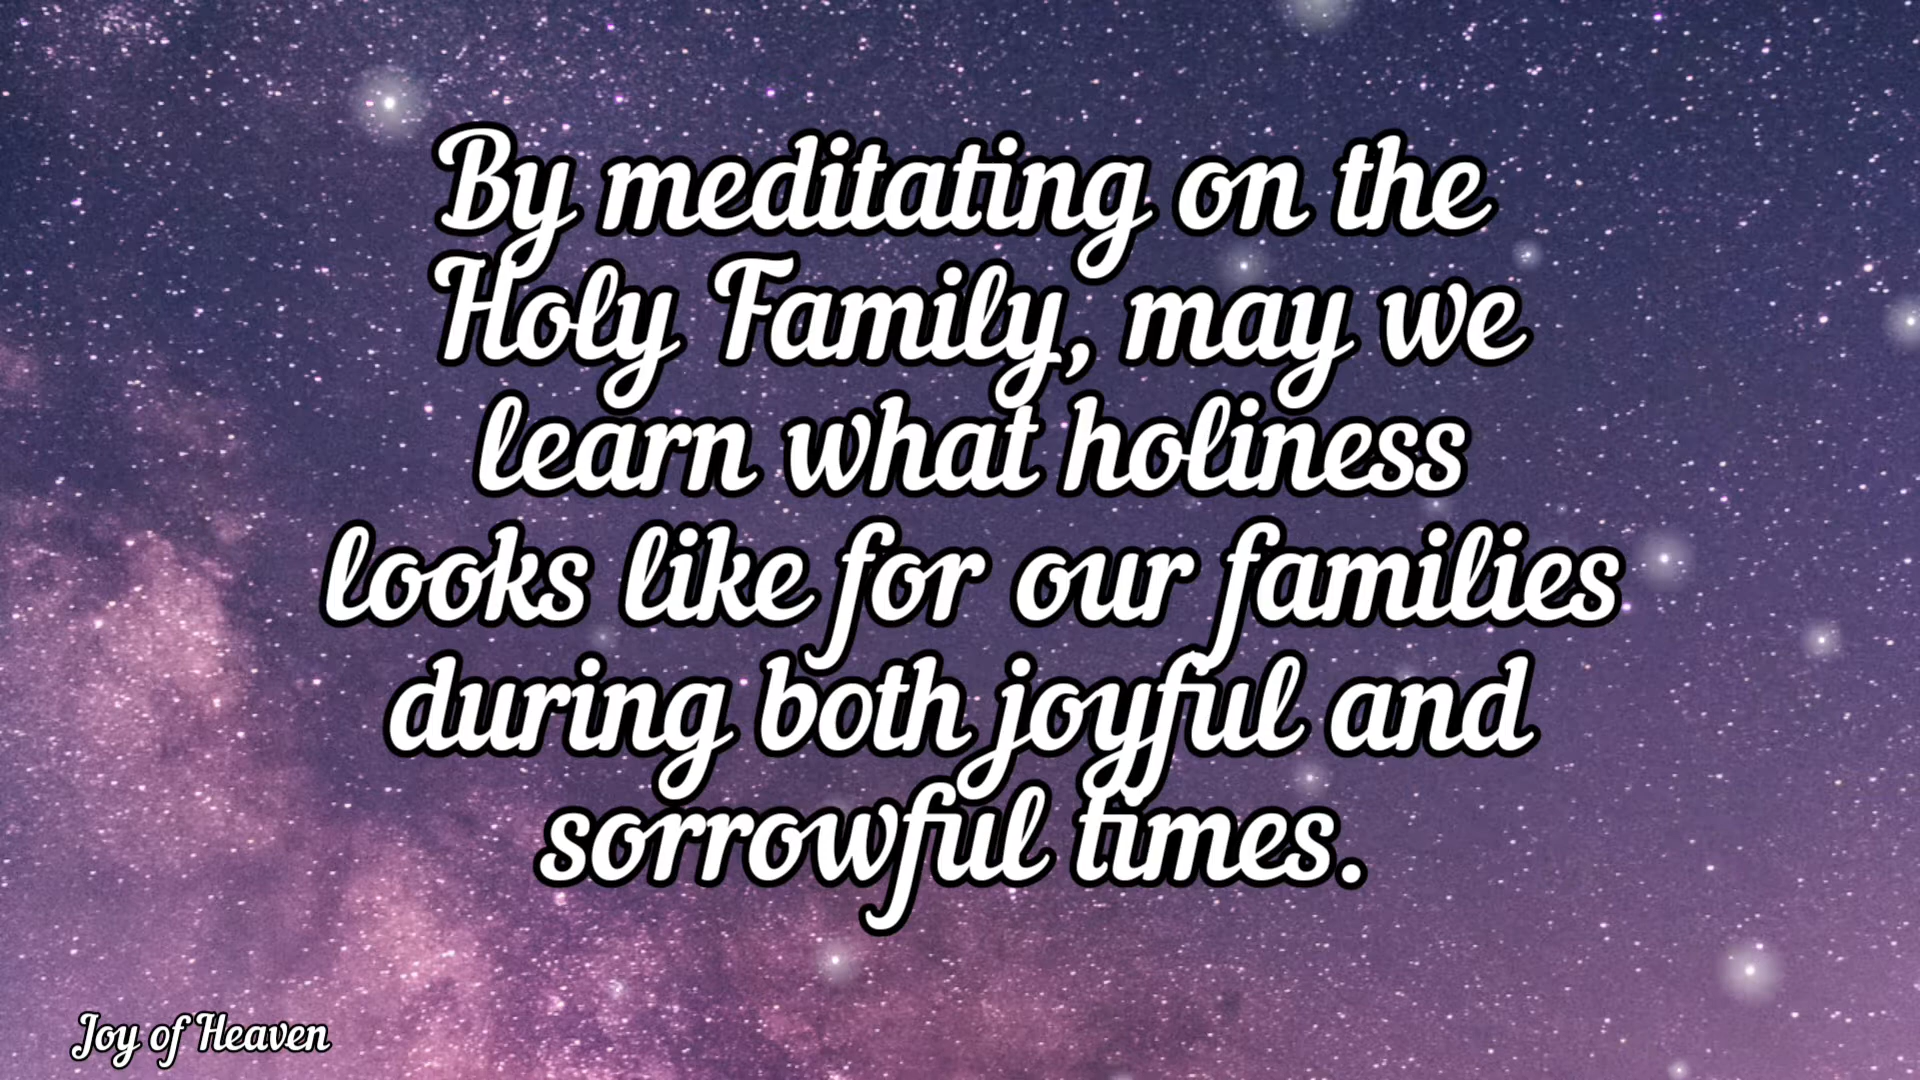 By meditating on the
Holy Family, may we
learn what holiness
looks like for our families
during both joyful and
sorrowful times.
Joy of Heaven